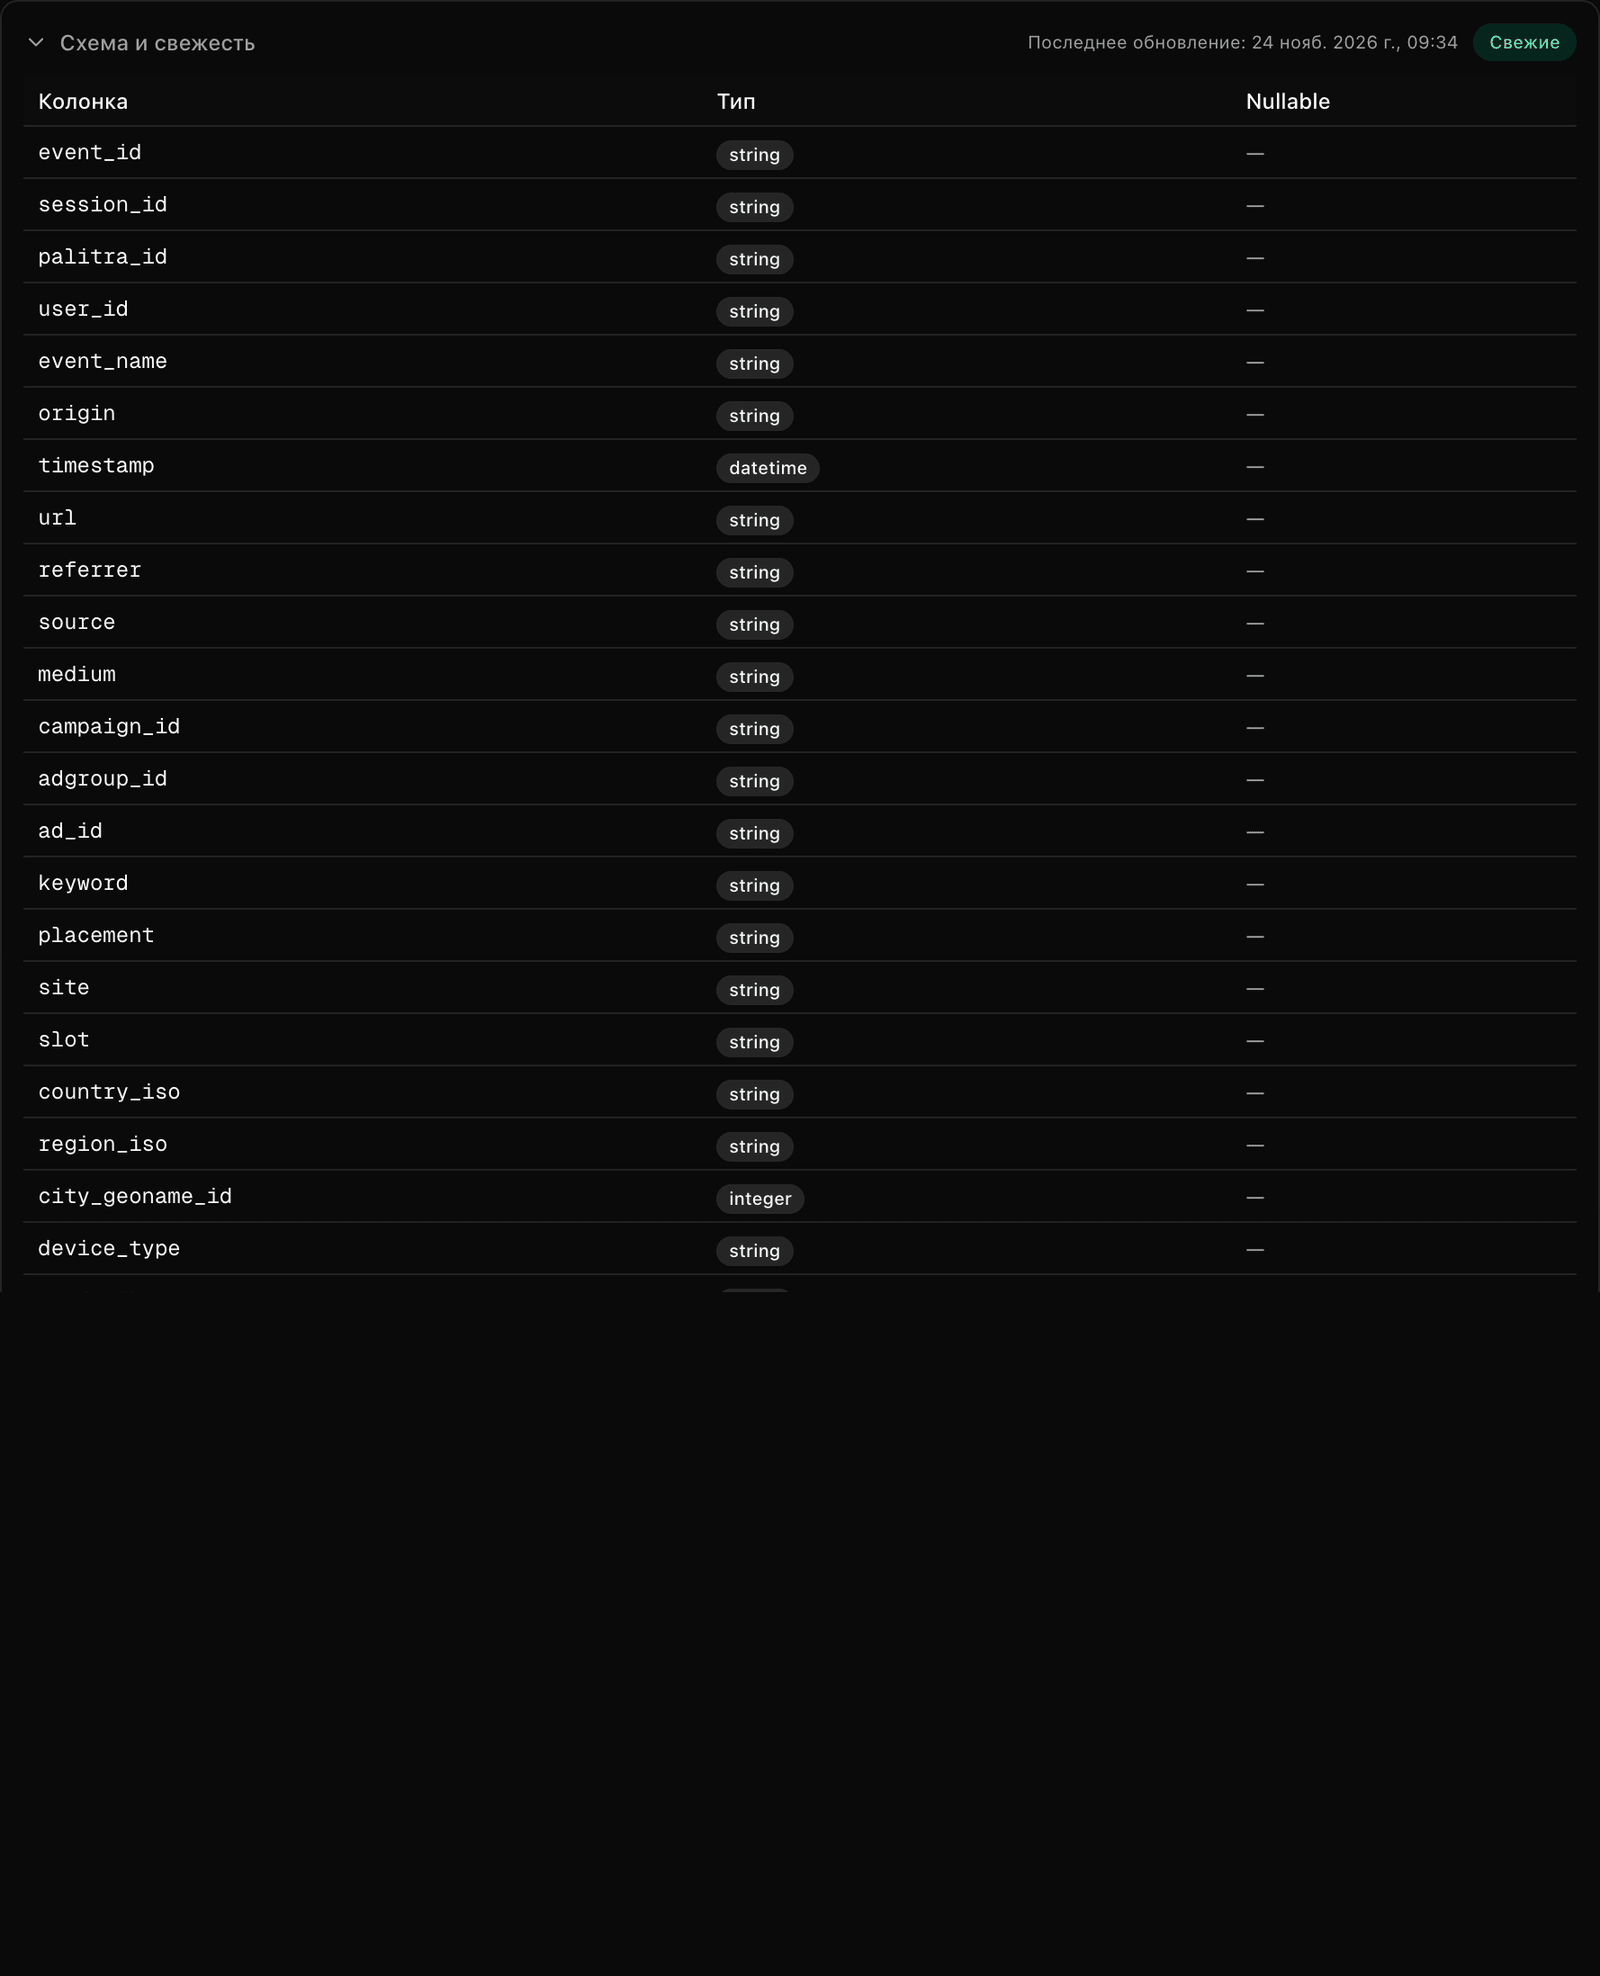 Схема и свежесть Последнее обновление: 24 нояб. 2026 г., 09:34 Свежие
Колонка Тип Nullable
event_id string —
session_id string —
palitra_id string —
user_id string —
event_name string —
origin string —
timestamp datetime —
url string —
referrer string —
source string —
medium string —
campaign_id string —
adgroup_id string —
ad_id string —
keyword string —
placement string —
site string —
slot string —
country_iso string —
region_iso string —
city_geoname_id integer —
device_type string —